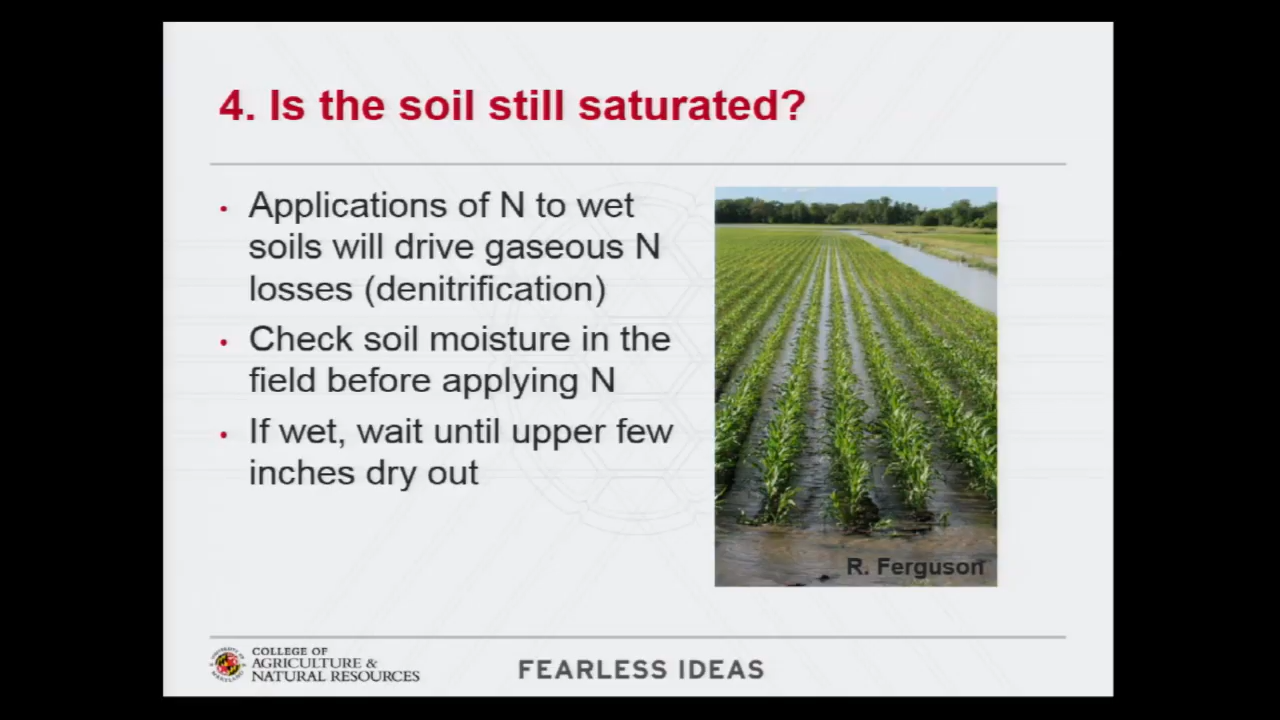 4. Is the soil still saturated?
• Applications of N to wet
soils will drive gaseous N
losses (denitrification)
• Check soil moisture in the
field before applying N
• If wet, wait until upper few
inches dry out
R. Ferguson
COLLEGE OF
AGRICULTURE &
NATURAL RESOURCES
FEARLESS IDEAS